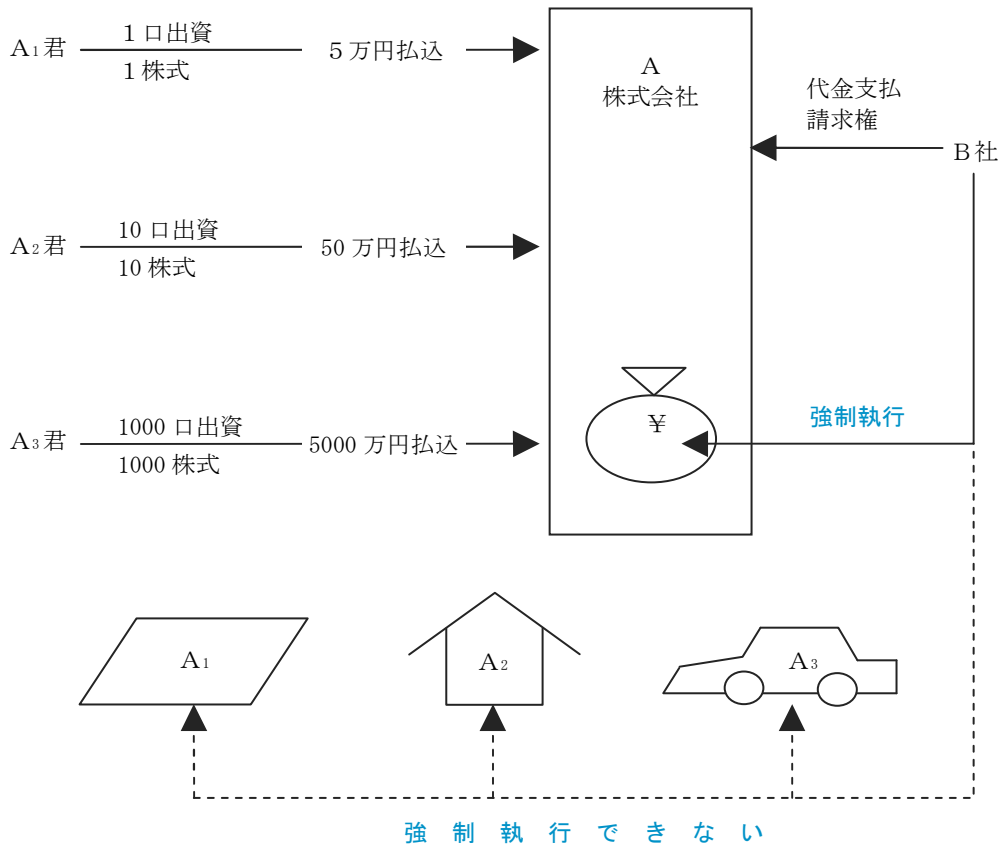 A₁君
1口出資
1株式
5万円払込
A
株式会社
代金支払
請求権
B社
A₂君
10口出資
10株式
50万円払込
A₃君
1000口出資
1000株式
5000万円払込
¥
強制執行
A₁
A₂
A₃
強制執行できない